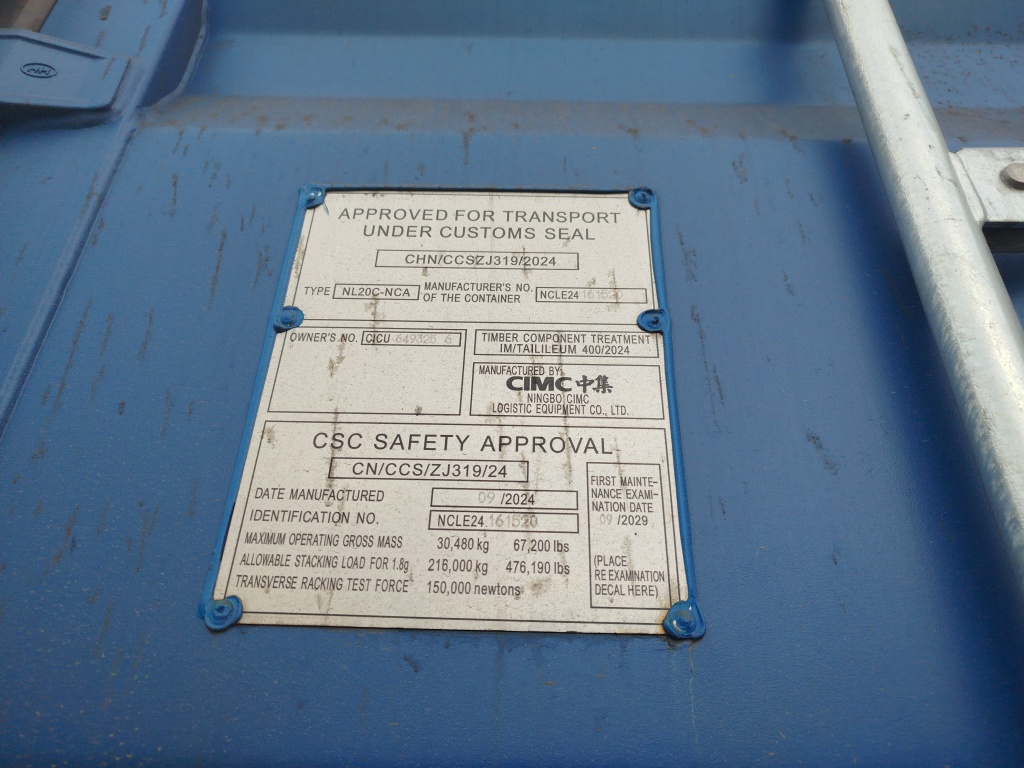 APPROVED FOR TRANSPORT
UNDER CUSTOMS SEAL
CHN/CCSZJ319/2024
TYPE NL20C-NCA MANUFACTURER'S NO. OF THE CONTAINER NCLE24 161520
OWNER'S NO. CICU
TIMBER COMPONENT TREATMENT
IM/TAILILEUM 400/2024
MANUFACTURED BY:
CIMC 中集
NINGBO CIMC
LOGISTIC EQUIPMENT CO., LTD.
CSC SAFETY APPROVAL
CN/CCS/ZJ319/24
DATE MANUFACTURED 09 /2024
IDENTIFICATION NO. NCLE24.161520
MAXIMUM OPERATING GROSS MASS 30,480 kg 67,200 lbs
ALLOWABLE STACKING LOAD FOR 1.8g 216,000 kg 476,190 lbs
TRANSVERSE RACKING TEST FORCE 150,000 newtons
FIRST MAINTE-
NANCE EXAMI-
NATION DATE
09 /2029
(PLACE
RE EXAMINATION
DECAL HERE)